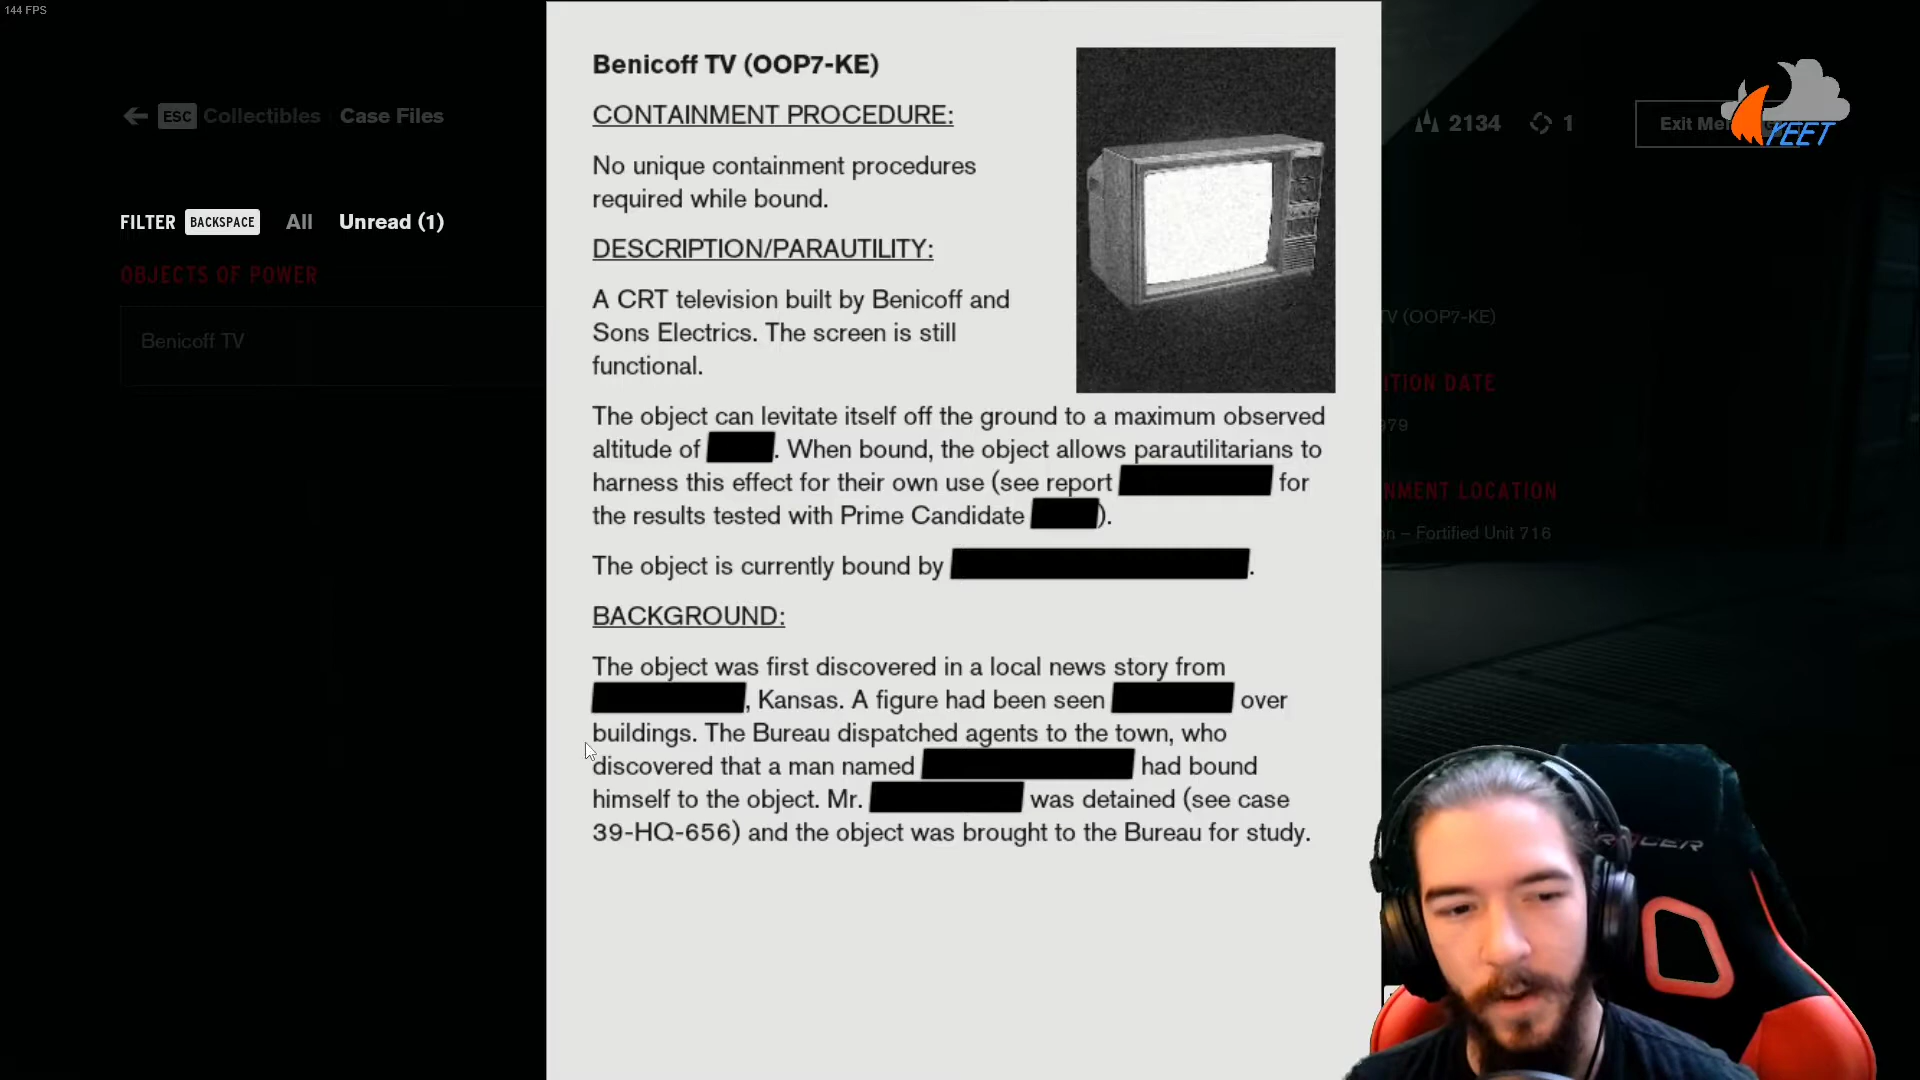 144 FPS
ESC Collectibles Case Files
FILTER BACKSPACE All Unread (1)
OBJECTS OF POWER
Benicoff TV
Benicoff TV (OOP7-KE)
CONTAINMENT PROCEDURE:
No unique containment procedures
required while bound.
DESCRIPTION/PARAUTILITY:
A CRT television built by Benicoff and
Sons Electrics. The screen is still
functional.
The object can levitate itself off the ground to a maximum observed
altitude of . When bound, the object allows parautilitarians to
harness this effect for their own use (see report for
the results tested with Prime Candidate ).
The object is currently bound by .
BACKGROUND:
The object was first discovered in a local news story from
, Kansas. A figure had been seen over
buildings. The Bureau dispatched agents to the town, who
discovered that a man named had bound
himself to the object. Mr. was detained (see case
39-HQ-656) and the object was brought to the Bureau for study.
2134 1
Exit
YEET
TV (OOP7-KE)
DATE
LOCATION
– Fortified Unit 716